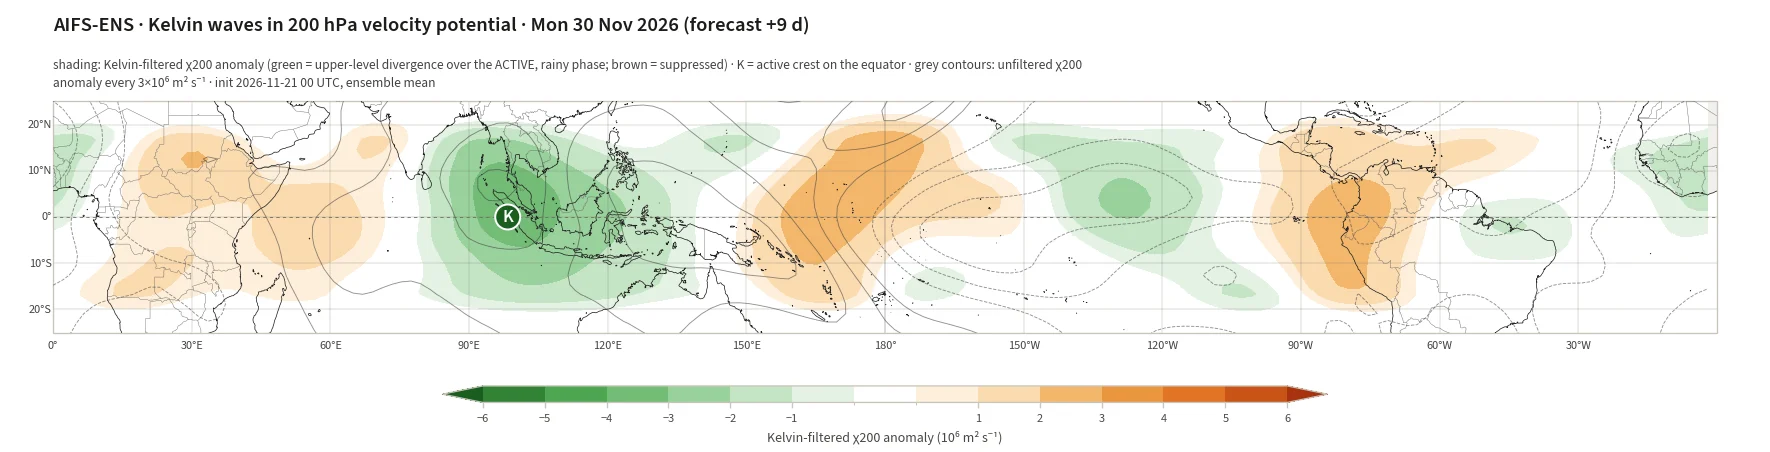 AIFS-ENS · Kelvin waves in 200 hPa velocity potential · Mon 30 Nov 2026 (forecast +9 d)
shading: Kelvin-filtered χ200 anomaly (green = upper-level divergence over the ACTIVE, rainy phase; brown = suppressed) · K = active crest on the equator · grey contours: unfiltered χ200
anomaly every 3×10⁶ m² s⁻¹ · init 2026-11-21 00 UTC, ensemble mean
20°N
10°N
0°
10°S
20°S
K
0° 30°E 60°E 90°E 120°E 150°E 180° 150°W 120°W 90°W 60°W 30°W
−6 −5 −4 −3 −2 −1 1 2 3 4 5 6
Kelvin-filtered χ200 anomaly (10⁶ m² s⁻¹)